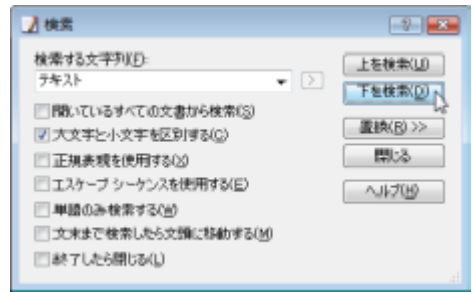 検索
検索する文字列(F):
テキスト
開いているすべての文書から検索(S)
大文字と小文字を区別する(C)
正規表現を使用する(X)
エスケープ シーケンスを使用する(E)
単語のみ検索する(W)
文末まで検索したら文頭に移動する(M)
終了したら閉じる(L)
上を検索(U)
下を検索(D)
置換(R) >>
閉じる
ヘルプ(H)